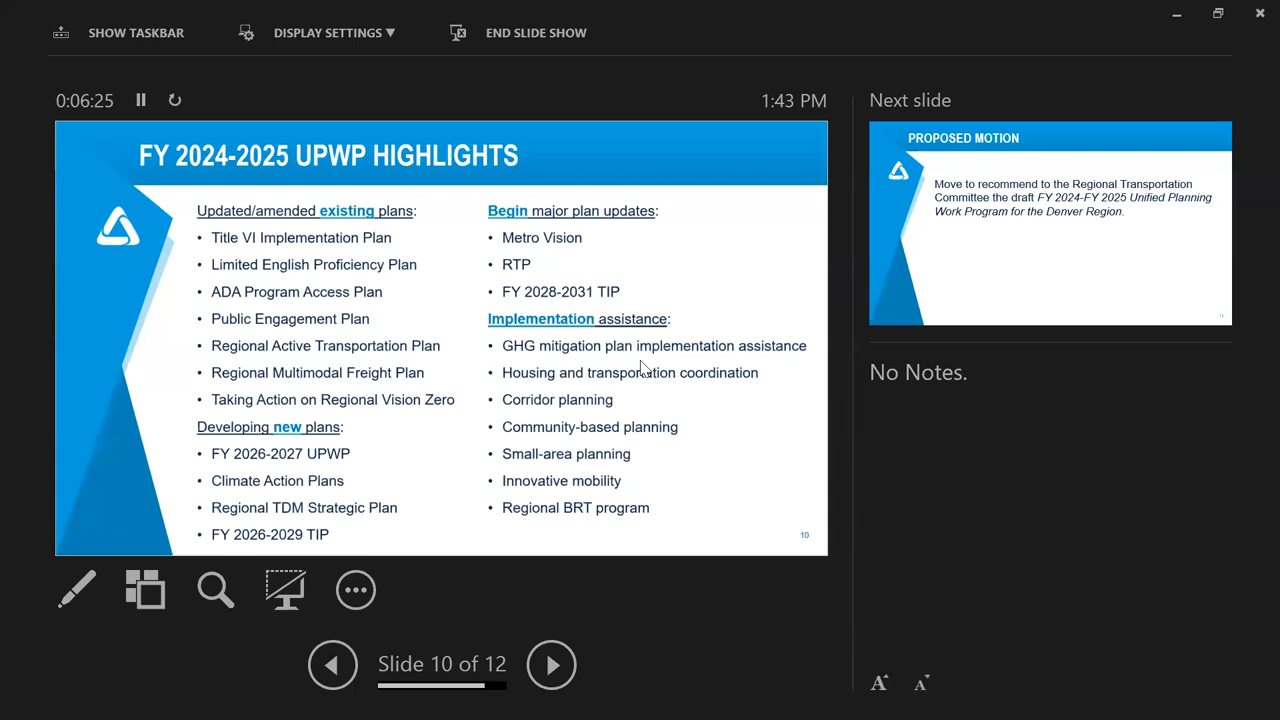 SHOW TASKBAR
DISPLAY SETTINGS ▼
END SLIDE SHOW
0:06:25
1:43 PM
FY 2024-2025 UPWP HIGHLIGHTS
Updated/amended existing plans:
• Title VI Implementation Plan
• Limited English Proficiency Plan
• ADA Program Access Plan
• Public Engagement Plan
• Regional Active Transportation Plan
• Regional Multimodal Freight Plan
• Taking Action on Regional Vision Zero
Developing new plans:
• FY 2026-2027 UPWP
• Climate Action Plans
• Regional TDM Strategic Plan
• FY 2026-2029 TIP
Begin major plan updates:
• Metro Vision
• RTP
• FY 2028-2031 TIP
Implementation assistance:
• GHG mitigation plan implementation assistance
• Housing and transportation coordination
• Corridor planning
• Community-based planning
• Small-area planning
• Innovative mobility
• Regional BRT program
10
Slide 10 of 12
Next slide
PROPOSED MOTION
Move to recommend to the Regional Transportation
Committee the draft FY 2024-FY 2025 Unified Planning
Work Program for the Denver Region.
11
No Notes.
A A